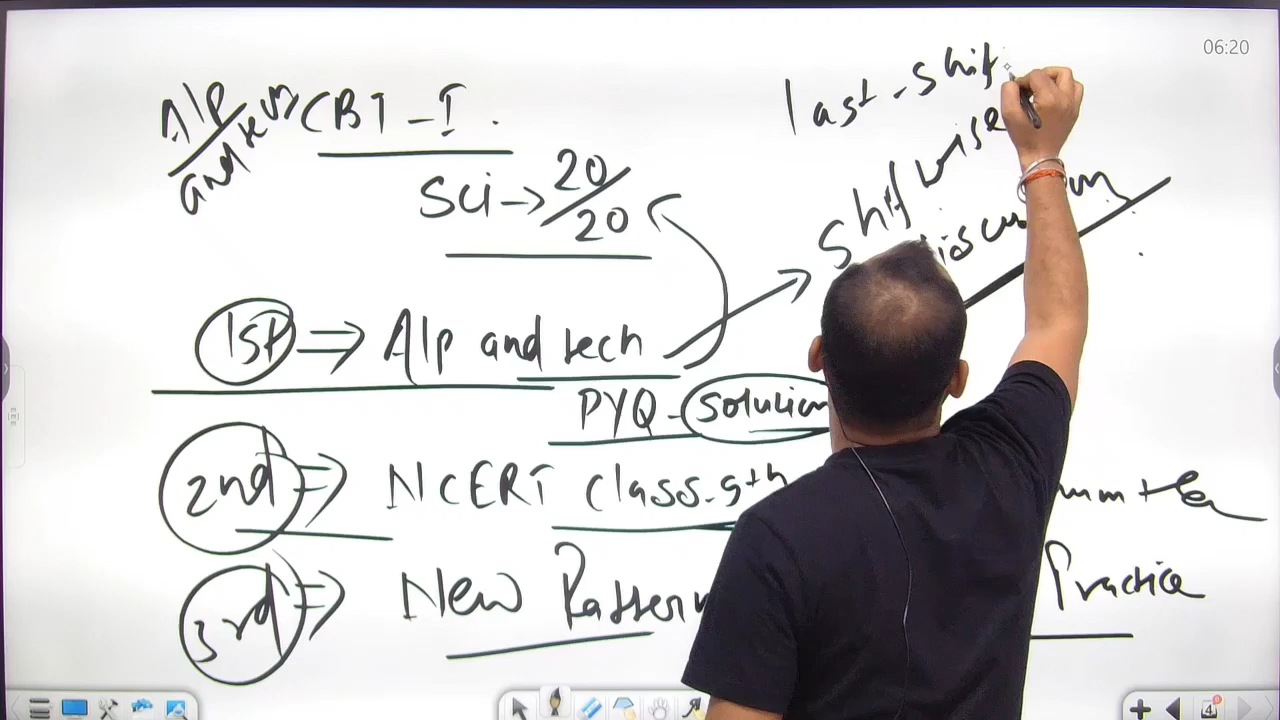 06:20
Alp and tech CBT-I.
last-shift
Sci → 20/20
Shift wise
1st ⇒ Alp and tech
PYQ-solution
2nd ⇒ NCERT class-9th
3rd ⇒ New Pattern Practice
4